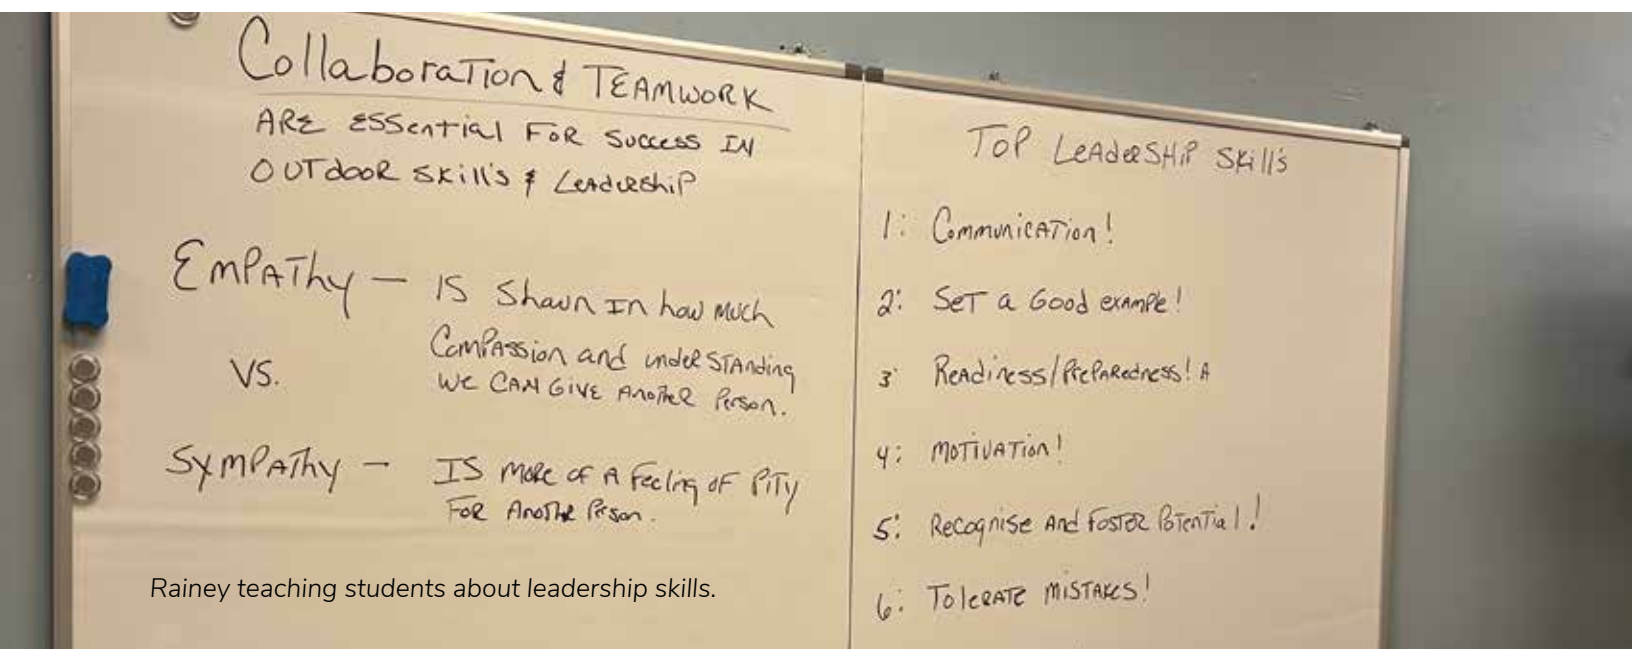 Collaboration & TEAMWORK
ARE ESSential FOR Success IN
OUTdooR SKill's & LeadeRship
EMPAThy –
IS Shown In how Much
ComPAssion and undeRSTAnding
We CAN GIVE AnotheR Person.
VS.
SYMPAThy –
IS MoRe oF A Feeling oF PiTy
FoR AnoTheR Person.
Rainey teaching students about leadership skills.
ToP LeAdeRSHiP SKill's
1: CommunicATion!
2: SeT a Good exAmple!
3: ReAdiness/PrePARedness! A
4: MoTiVATion!
5: Recognise And FosTeR PoTenTial!
6: TolerATe MiSTAKes!